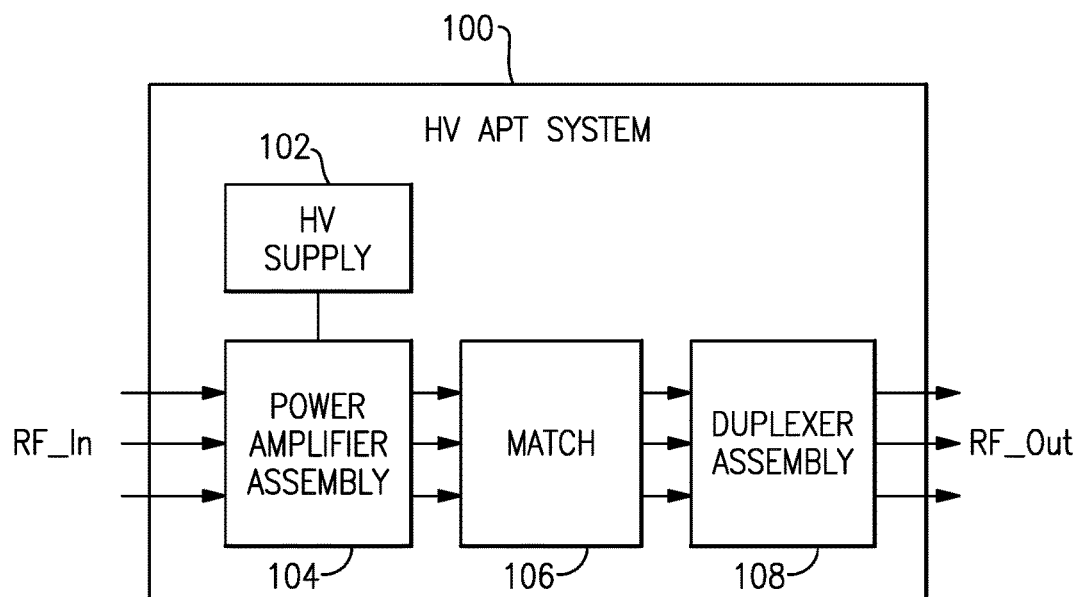 100
HV APT SYSTEM
102
HV
SUPPLY
RF_In
POWER
AMPLIFIER
ASSEMBLY
MATCH
DUPLEXER
ASSEMBLY
RF_Out
104
106
108